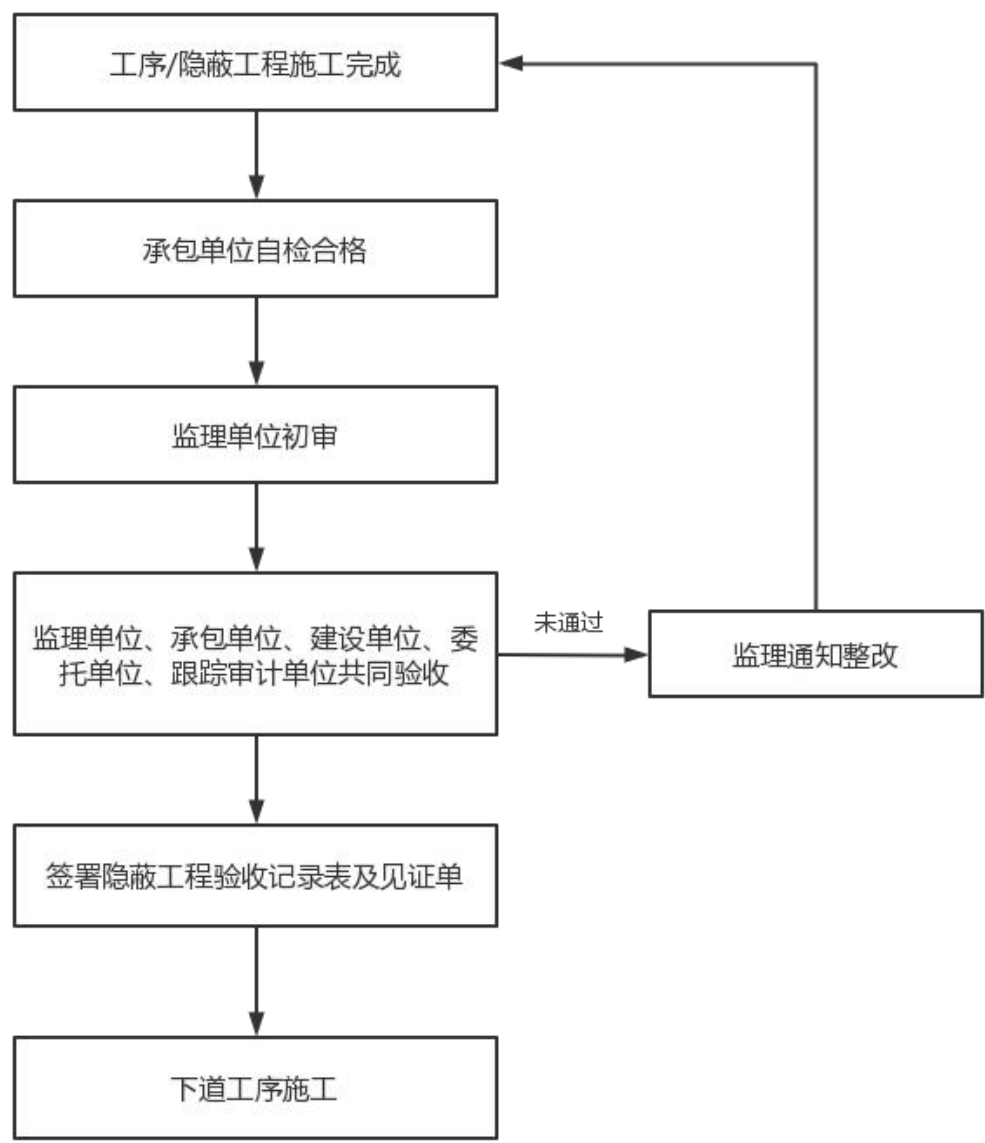 工序/隐蔽工程施工完成
承包单位自检合格
监理单位初审
监理单位、承包单位、建设单位、委
托单位、跟踪审计单位共同验收
未通过
监理通知整改
签署隐蔽工程验收记录表及见证单
下道工序施工